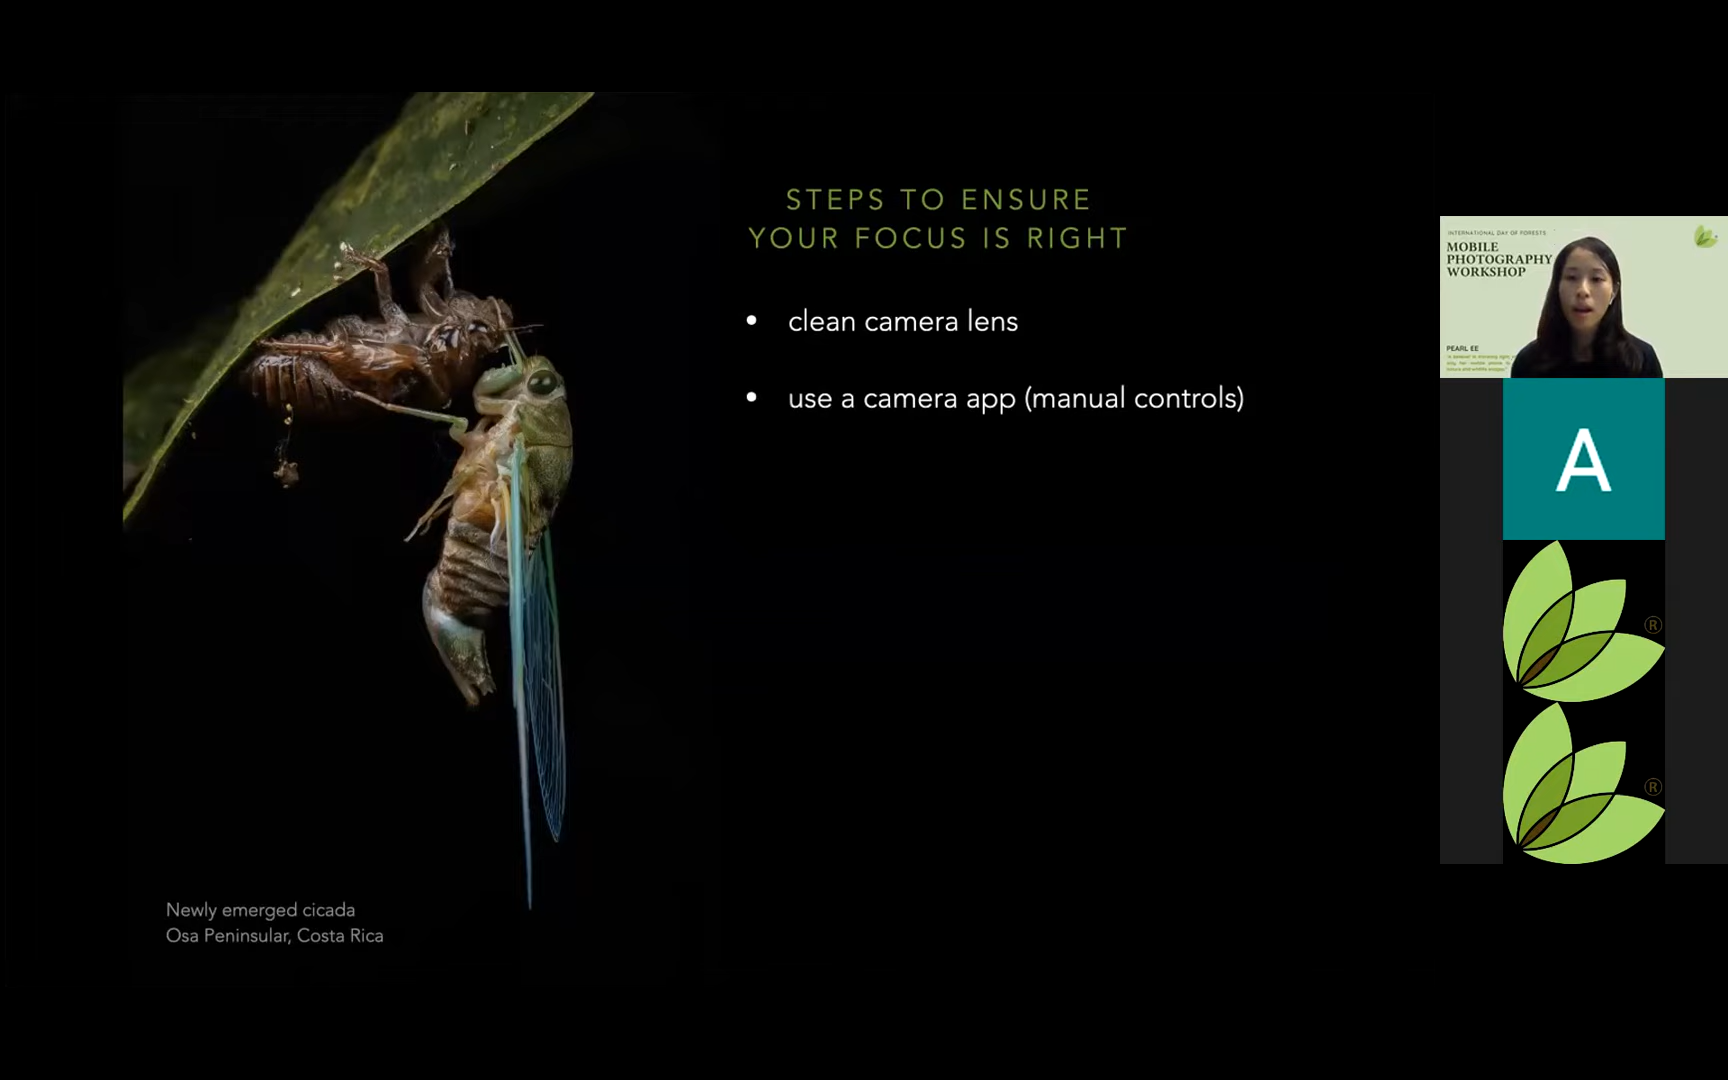 STEPS TO ENSURE
YOUR FOCUS IS RIGHT
• clean camera lens
• use a camera app (manual controls)
Newly emerged cicada
Osa Peninsular, Costa Rica
INTERNATIONAL DAY OF FORESTS
MOBILE
PHOTOGRAPHY
WORKSHOP
PEARL EE
A
®
®